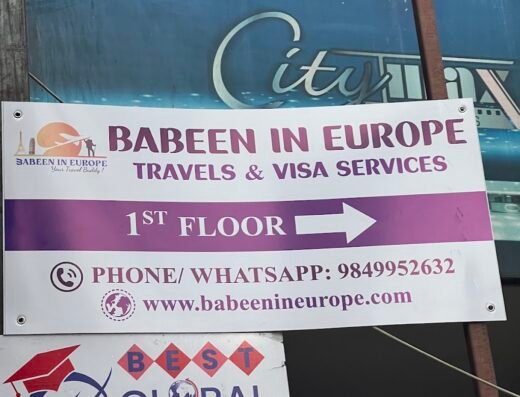 City
BABEEN IN EUROPE
Your Travel Buddy!
BABEEN IN EUROPE
TRAVELS & VISA SERVICES
1ST FLOOR
PHONE/ WHATSAPP: 9849952632
www.babeenineurope.com
BEST
GLOBAL